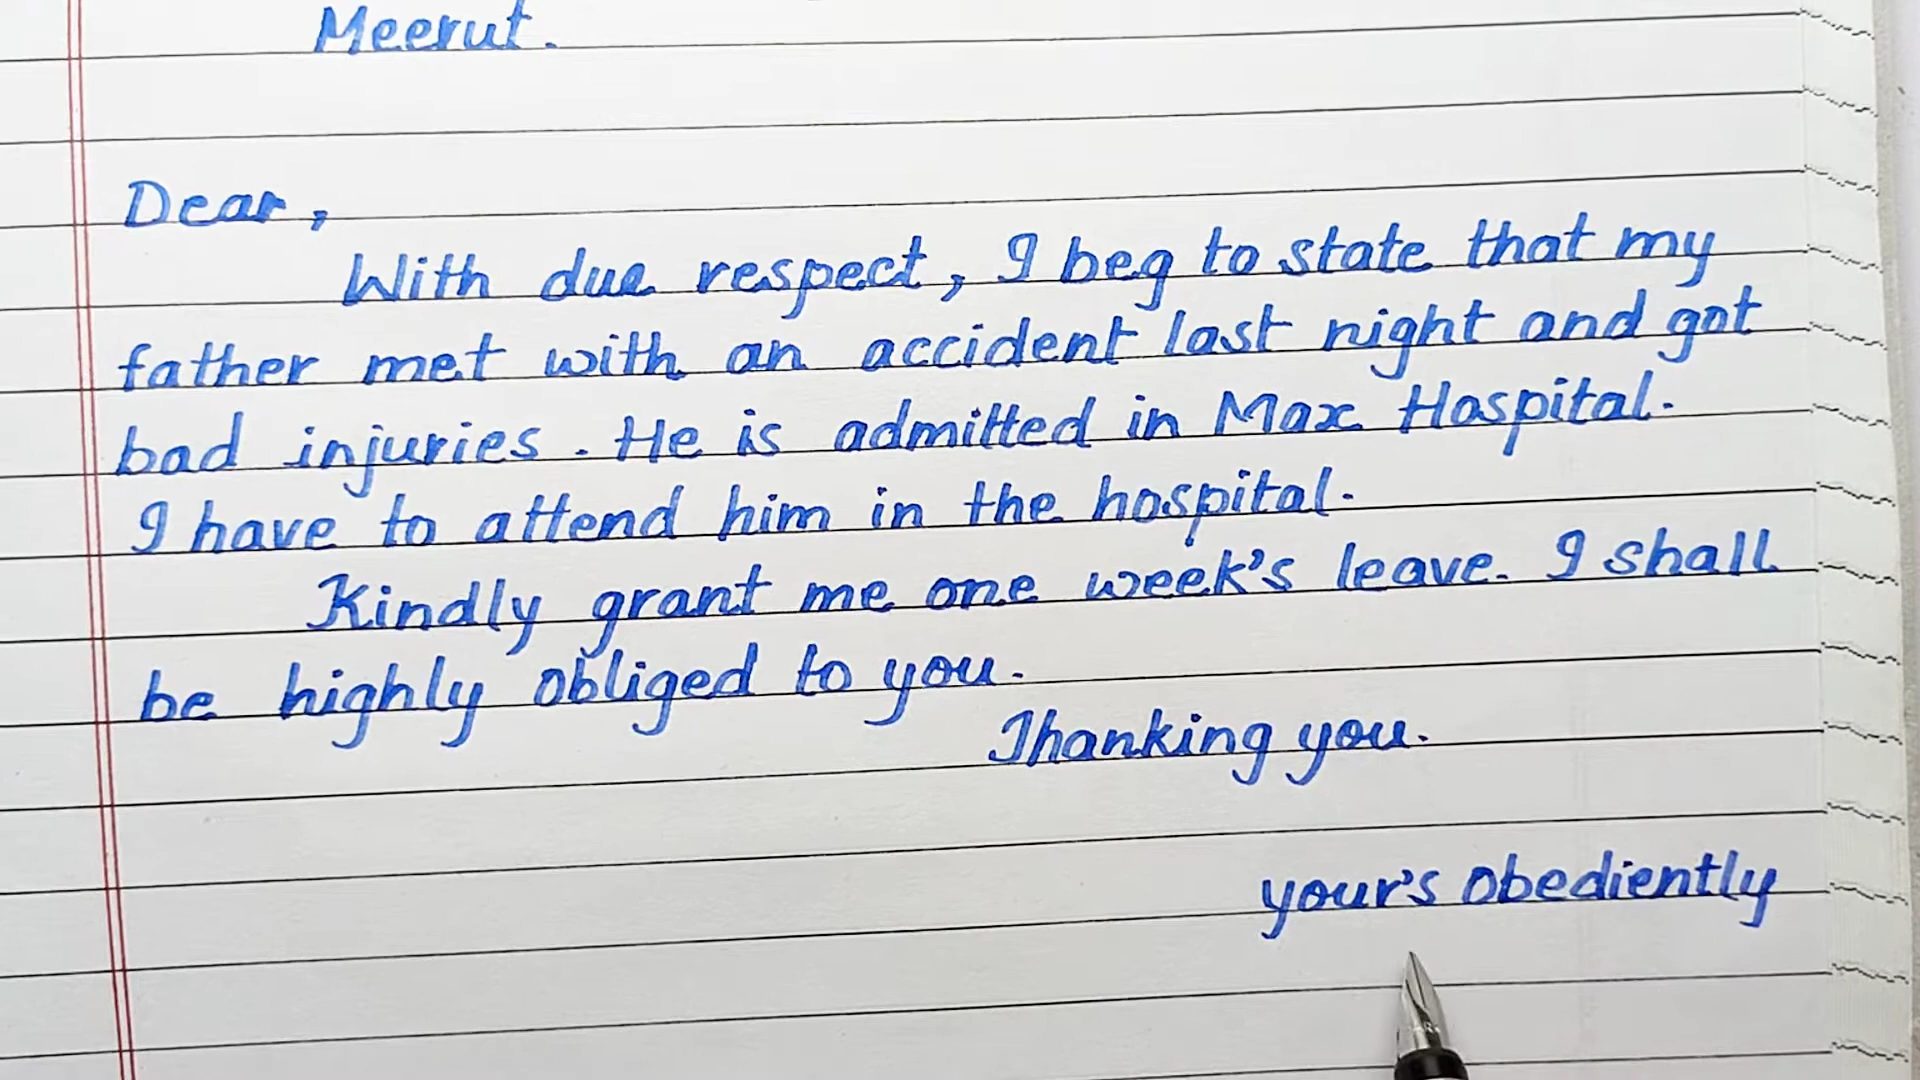 Meerut.
Dear,
With due respect, I beg to state that my
father met with an accident last night and got
bad injuries. He is admitted in Max Hospital.
I have to attend him in the hospital.
Kindly grant me one week's leave. I shall
be highly obliged to you.
Thanking you.
your's obediently